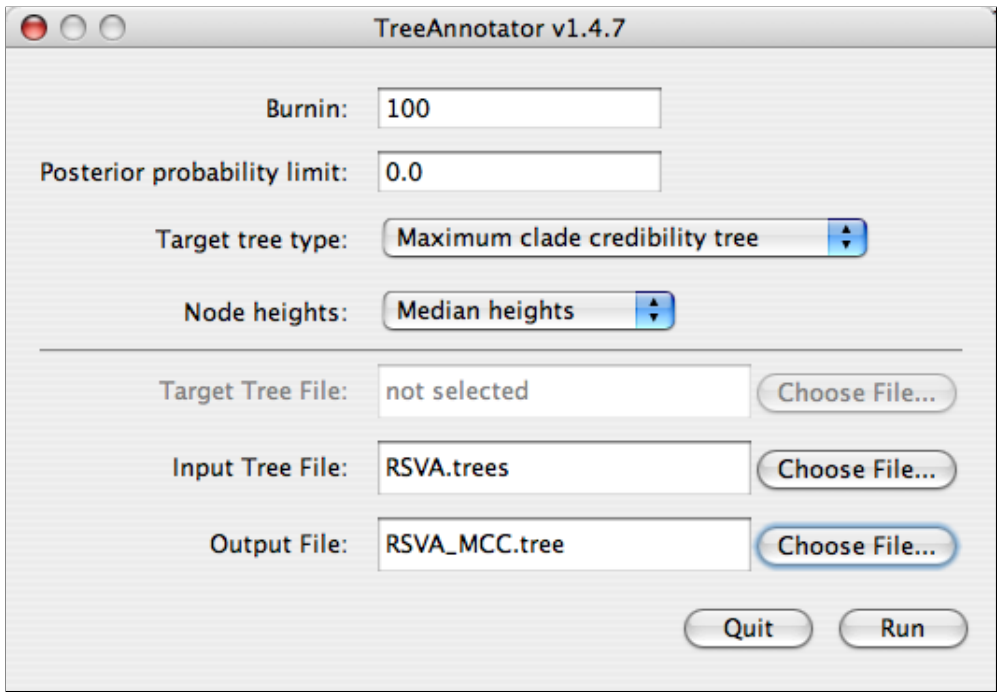 TreeAnnotator v1.4.7
Burnin: 100
Posterior probability limit: 0.0
Target tree type: Maximum clade credibility tree
Node heights: Median heights
Target Tree File: not selected Choose File...
Input Tree File: RSVA.trees Choose File...
Output File: RSVA_MCC.tree Choose File...
Quit Run